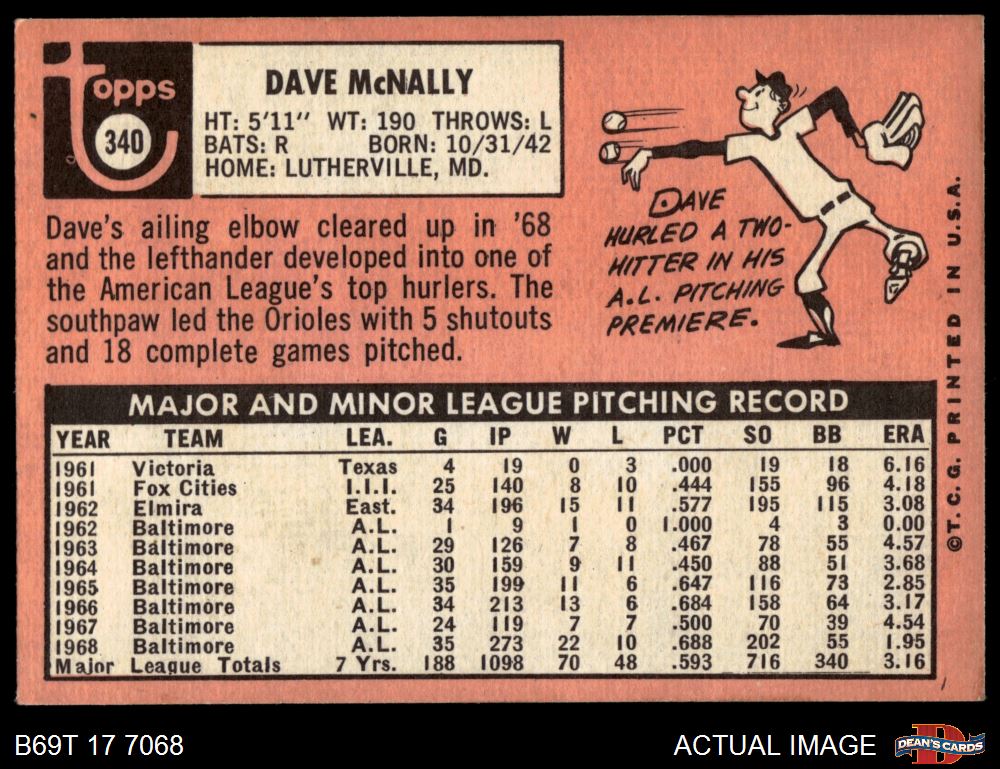 Topps
340
DAVE McNALLY
HT: 5'11" WT: 190 THROWS: L
BATS: R BORN: 10/31/42
HOME: LUTHERVILLE, MD.
Dave's ailing elbow cleared up in '68
and the lefthander developed into one of
the American League's top hurlers. The
southpaw led the Orioles with 5 shutouts
and 18 complete games pitched.
DAVE
HURLED A TWO-
HITTER IN HIS
A.L. PITCHING
PREMIERE.
©T.C.G. PRINTED IN U.S.A.
MAJOR AND MINOR LEAGUE PITCHING RECORD
YEAR TEAM LEA. G IP W L PCT SO BB ERA
1961 Victoria Texas 4 19 0 3 .000 19 18 6.16
1961 Fox Cities I.I.I. 25 140 8 10 .444 155 96 4.18
1962 Elmira East. 34 196 15 11 .577 195 115 3.08
1962 Baltimore A.L. 1 9 1 0 1.000 4 3 0.00
1963 Baltimore A.L. 29 126 7 8 .467 78 55 4.57
1964 Baltimore A.L. 30 159 9 11 .450 88 51 3.68
1965 Baltimore A.L. 35 199 11 6 .647 116 73 2.85
1966 Baltimore A.L. 34 213 13 6 .684 158 64 3.17
1967 Baltimore A.L. 24 119 7 7 .500 70 39 4.54
1968 Baltimore A.L. 35 273 22 10 .688 202 55 1.95
Major League Totals 7 Yrs. 188 1098 70 48 .593 716 340 3.16
B69T 17 7068
ACTUAL IMAGE
DEAN'S CARDS